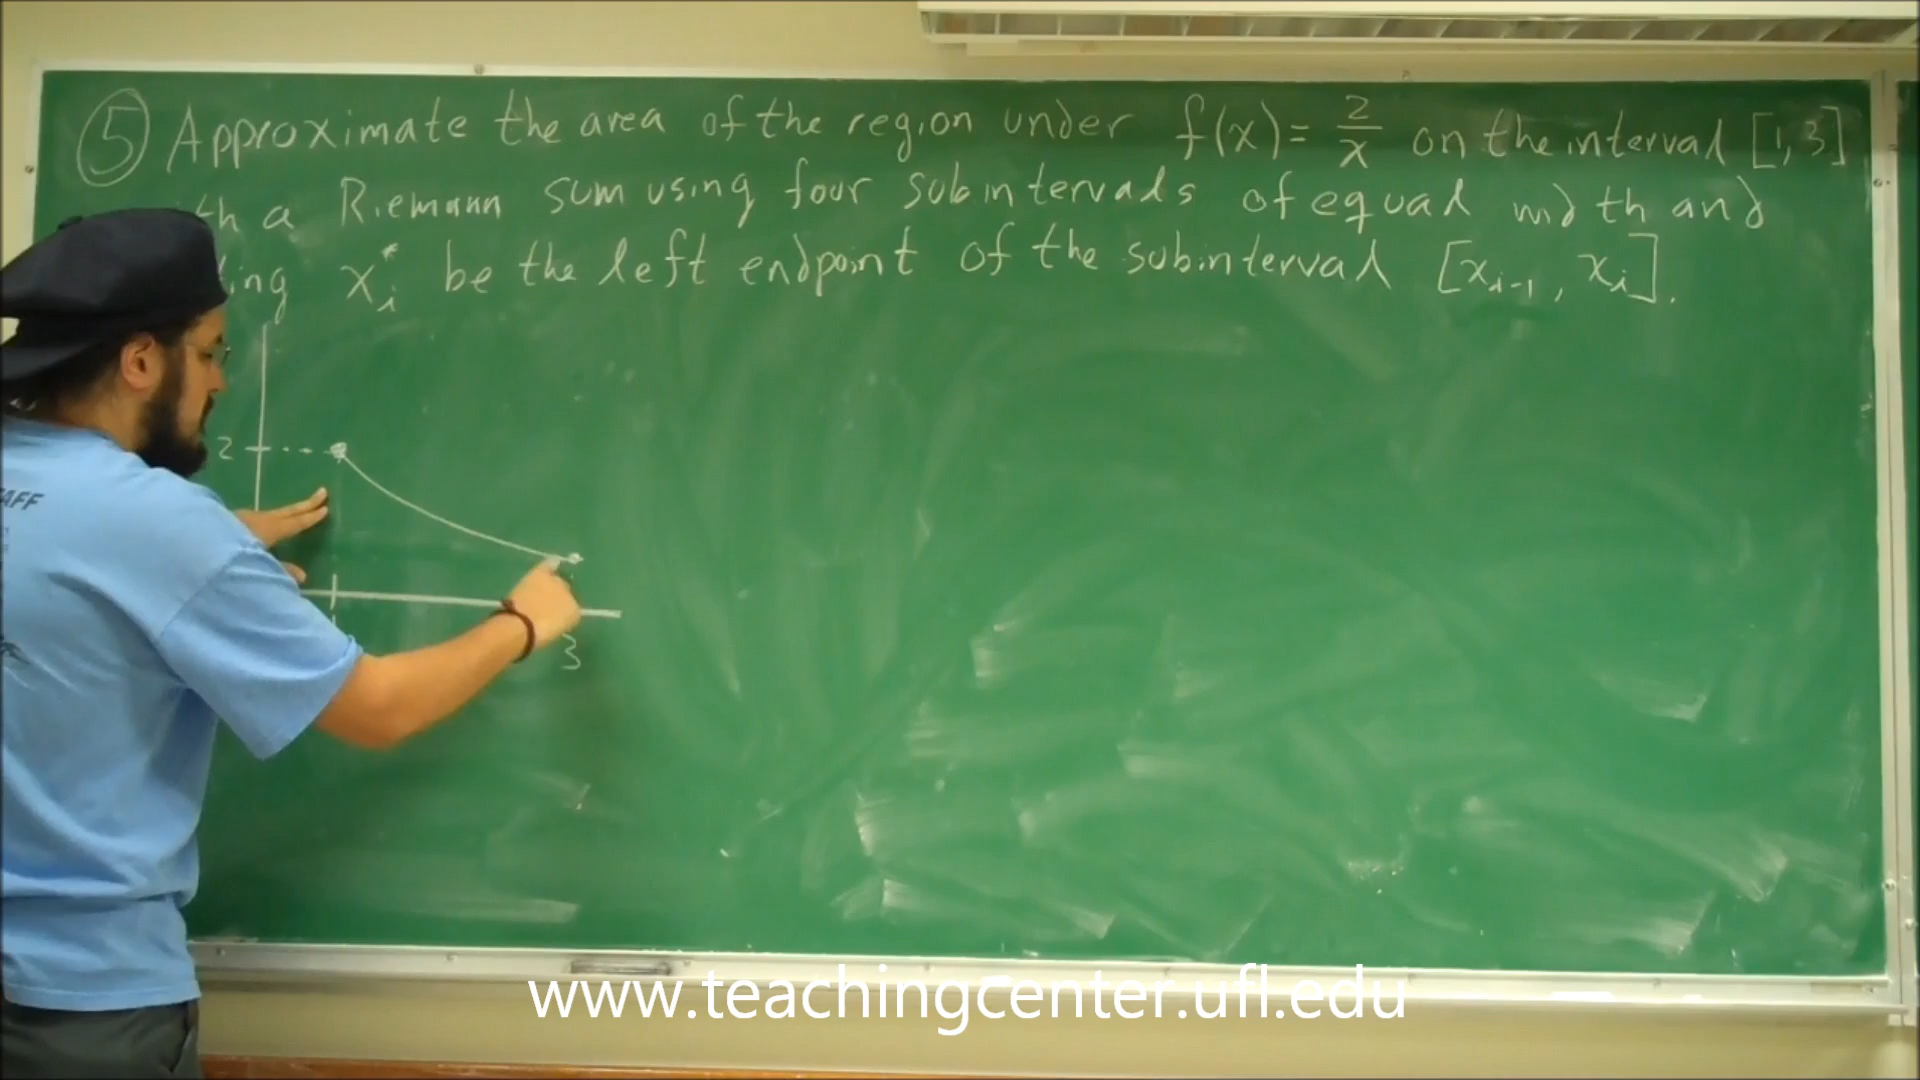 ⑤ Approximate the area of the region under f(x) = 2/x on the interval [1,3]
a Riemann sum using four subintervals of equal width and
x_i^* be the left endpoint of the subinterval [x_{i-1}, x_i].
2
3
www.teachingcenter.ufl.edu